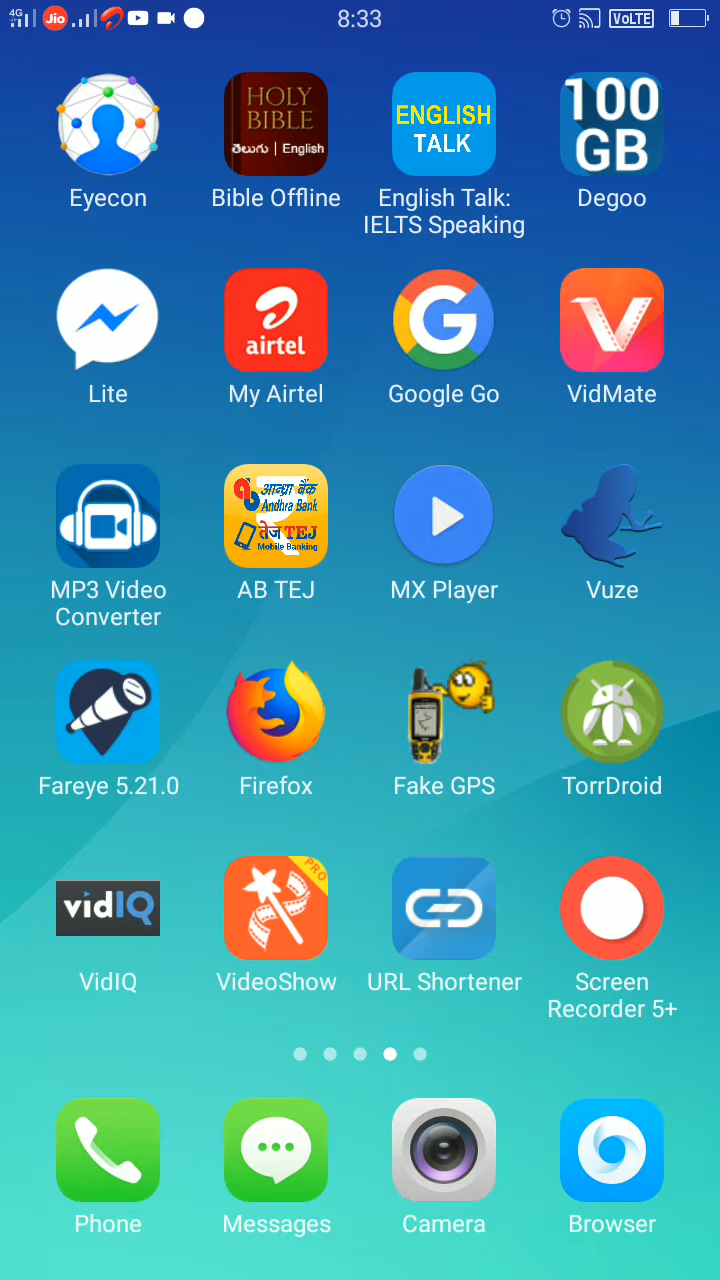 4G
Jio
8:33
VoLTE
HOLY
BIBLE
తెలుగు | English
ENGLISH
TALK
100
GB
Eyecon
Bible Offline
English Talk:
IELTS Speaking
Degoo
airtel
Lite
My Airtel
Google Go
VidMate
आन्ध्रा बैंक
Andhra Bank
तेज TEJ
Mobile Banking
MP3 Video
Converter
AB TEJ
MX Player
Vuze
Fareye 5.21.0
Firefox
Fake GPS
TorrDroid
vidIQ
PRO
VidIQ
VideoShow
URL Shortener
Screen
Recorder 5+
Phone
Messages
Camera
Browser